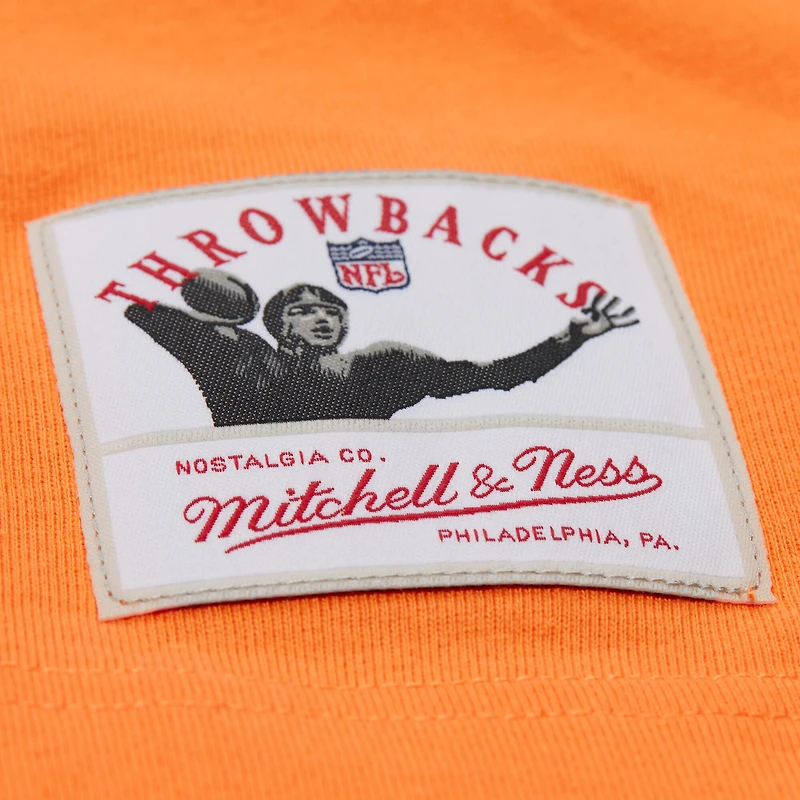 THROWBACKS
NFL
NOSTALGIA CO.
Mitchell & Ness
PHILADELPHIA, PA.